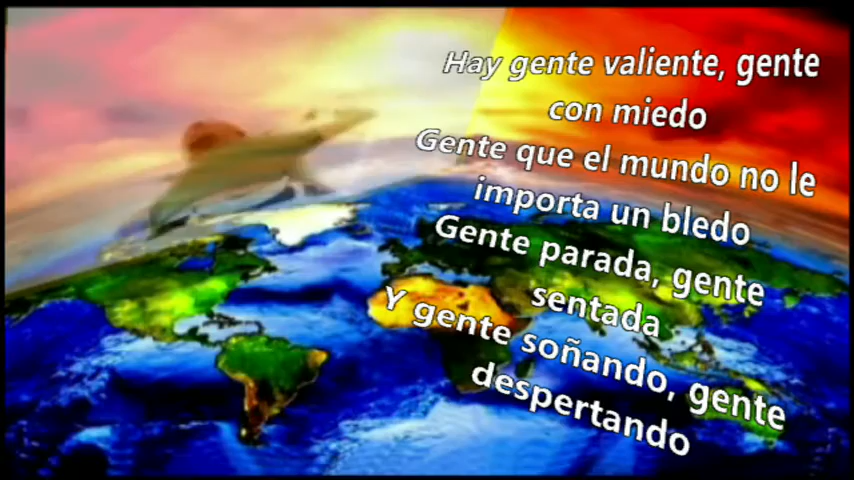 Hay gente valiente, gente
con miedo
Gente que el mundo no le
importa un bledo
Gente parada, gente
sentada
Y gente soñando, gente
despertando